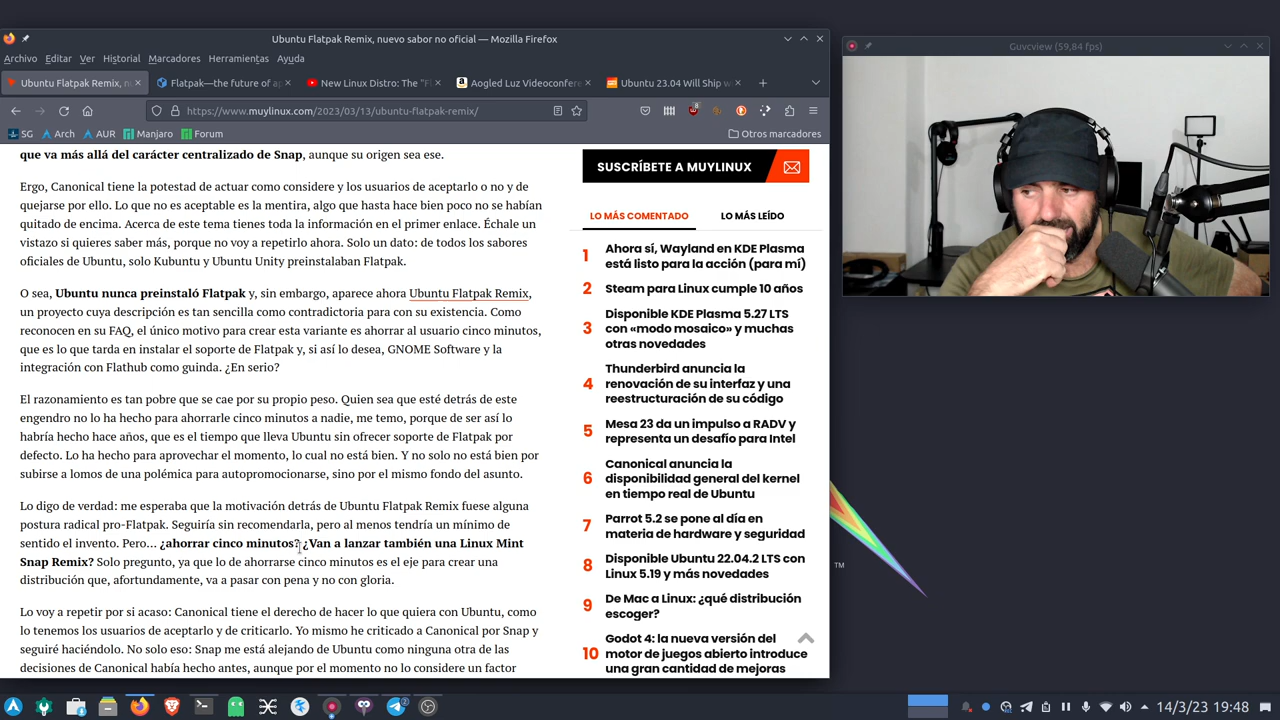 Ubuntu Flatpak Remix, nuevo sabor no oficial — Mozilla Firefox
Archivo Editar Ver Historial Marcadores Herramientas Ayuda
Ubuntu Flatpak Remix, n
Flatpak—the future of ap
New Linux Distro: The "Fl
Aogled Luz Videoconfere
Ubuntu 23.04 Will Ship w
https://www.muylinux.com/2023/03/13/ubuntu-flatpak-remix/
SG Arch AUR Manjaro Forum
Otros marcadores
que va más allá del carácter centralizado de Snap, aunque su origen sea ese.
Ergo, Canonical tiene la potestad de actuar como considere y los usuarios de aceptarlo o no y de
quejarse por ello. Lo que no es aceptable es la mentira, algo que hasta hace bien poco no se habían
quitado de encima. Acerca de este tema tienes toda la información en el primer enlace. Échale un
vistazo si quieres saber más, porque no voy a repetirlo ahora. Solo un dato: de todos los sabores
oficiales de Ubuntu, solo Kubuntu y Ubuntu Unity preinstalaban Flatpak.
O sea, Ubuntu nunca preinstaló Flatpak y, sin embargo, aparece ahora Ubuntu Flatpak Remix,
un proyecto cuya descripción es tan sencilla como contradictoria para con su existencia. Como
reconocen en su FAQ, el único motivo para crear esta variante es ahorrar al usuario cinco minutos,
que es lo que tarda en instalar el soporte de Flatpak y, si así lo desea, GNOME Software y la
integración con Flathub como guinda. ¿En serio?
El razonamiento es tan pobre que se cae por su propio peso. Quien sea que esté detrás de este
engendro no lo ha hecho para ahorrarle cinco minutos a nadie, me temo, porque de ser así lo
habría hecho hace años, que es el tiempo que lleva Ubuntu sin ofrecer soporte de Flatpak por
defecto. Lo ha hecho para aprovechar el momento, lo cual no está bien. Y no solo no está bien por
subirse a lomos de una polémica para autopromocionarse, sino por el mismo fondo del asunto.
Lo digo de verdad: me esperaba que la motivación detrás de Ubuntu Flatpak Remix fuese alguna
postura radical pro-Flatpak. Seguiría sin recomendarla, pero al menos tendría un mínimo de
sentido el invento. Pero... ¿ahorrar cinco minutos? ¿Van a lanzar también una Linux Mint
Snap Remix? Solo pregunto, ya que lo de ahorrarse cinco minutos es el eje para crear una
distribución que, afortundamente, va a pasar con pena y no con gloria.
Lo voy a repetir por si acaso: Canonical tiene el derecho de hacer lo que quiera con Ubuntu, como
lo tenemos los usuarios de aceptarlo y de criticarlo. Yo mismo he criticado a Canonical por Snap y
seguiré haciéndolo. No solo eso: Snap me está alejando de Ubuntu como ninguna otra de las
decisiones de Canonical había hecho antes, aunque por el momento no lo considero un factor
SUSCRÍBETE A MUYLINUX
LO MÁS COMENTADO LO MÁS LEÍDO
1 Ahora sí, Wayland en KDE Plasma
está listo para la acción (para mí)
2 Steam para Linux cumple 10 años
3 Disponible KDE Plasma 5.27 LTS
con «modo mosaico» y muchas
otras novedades
4 Thunderbird anuncia la
renovación de su interfaz y una
reestructuración de su código
5 Mesa 23 da un impulso a RADV y
representa un desafío para Intel
6 Canonical anuncia la
disponibilidad general del kernel
en tiempo real de Ubuntu
7 Parrot 5.2 se pone al día en
materia de hardware y seguridad
8 Disponible Ubuntu 22.04.2 LTS con
Linux 5.19 y más novedades
9 De Mac a Linux: ¿qué distribución
escoger?
10 Godot 4: la nueva versión del
motor de juegos abierto introduce
una gran cantidad de mejoras
Guvcview (59,84 fps)
TM
14/3/23 19:48